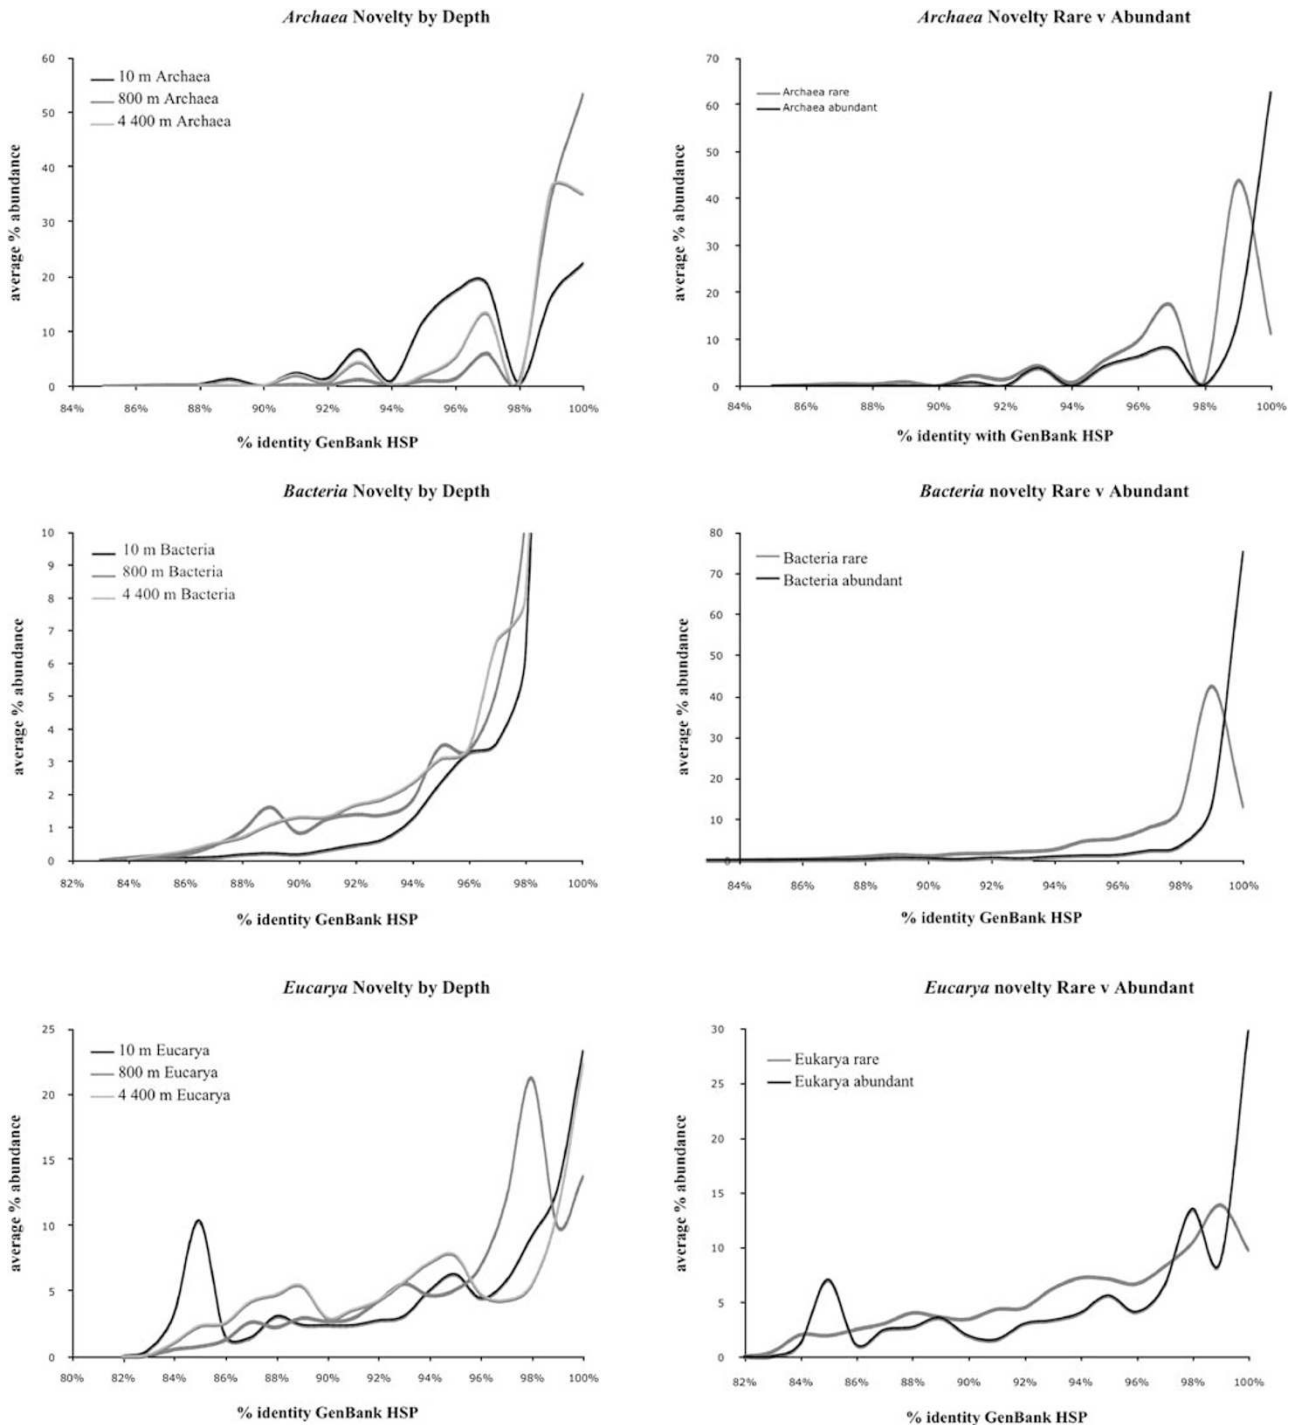 Archaea Novelty by Depth
60
50
40
30
20
10
0
10 m Archaea
800 m Archaea
4 400 m Archaea
average % abundance
84% 86% 88% 90% 92% 94% 96% 98% 100%
% identity GenBank HSP
Archaea Novelty Rare v Abundant
70
60
50
40
30
20
10
0
Archaea rare
Archaea abundant
average % abundance
84% 86% 88% 90% 92% 94% 96% 98% 100%
% identity with GenBank HSP
Bacteria Novelty by Depth
10
9
8
7
6
5
4
3
2
1
0
10 m Bacteria
800 m Bacteria
4 400 m Bacteria
average % abundance
82% 84% 86% 88% 90% 92% 94% 96% 98% 100%
% identity GenBank HSP
Bacteria novelty Rare v Abundant
80
70
60
50
40
30
20
10
0
Bacteria rare
Bacteria abundant
average % abundance
84% 86% 88% 90% 92% 94% 96% 98% 100%
% identity GenBank HSP
Eucarya Novelty by Depth
25
20
15
10
5
0
10 m Eucarya
800 m Eucarya
4 400 m Eucarya
average % abundance
80% 82% 84% 86% 88% 90% 92% 94% 96% 98% 100%
% identity GenBank HSP
Eucarya novelty Rare v Abundant
30
25
20
15
10
5
0
Eukarya rare
Eukarya abundant
average % abundance
82% 84% 86% 88% 90% 92% 94% 96% 98% 100%
% identity GenBank HSP